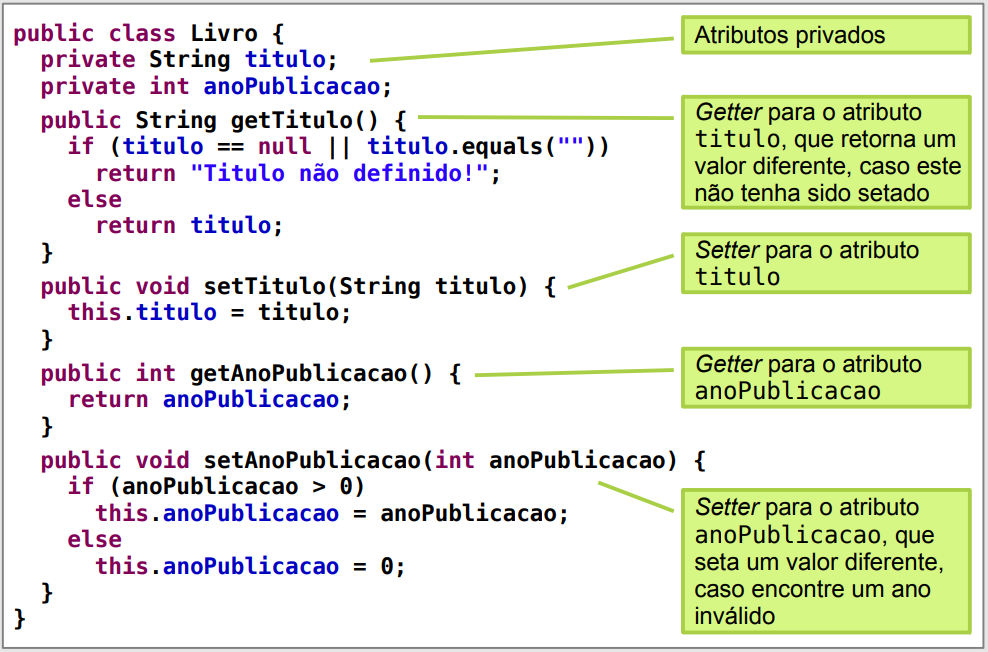 public class Livro {
private String titulo;
private int anoPublicacao;
public String getTitulo() {
if (titulo == null || titulo.equals(""))
return "Titulo não definido!";
else
return titulo;
}
public void setTitulo(String titulo) {
this.titulo = titulo;
}
public int getAnoPublicacao() {
return anoPublicacao;
}
public void setAnoPublicacao(int anoPublicacao) {
if (anoPublicacao > 0)
this.anoPublicacao = anoPublicacao;
else
this.anoPublicacao = 0;
}
}
Atributos privados
Getter para o atributo
titulo, que retorna um
valor diferente, caso este
não tenha sido setado
Setter para o atributo
titulo
Getter para o atributo
anoPublicacao
Setter para o atributo
anoPublicacao, que
seta um valor diferente,
caso encontre um ano
inválido